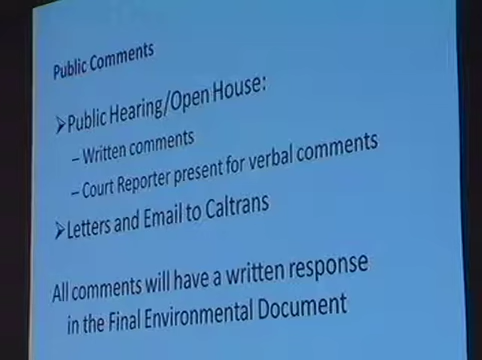 Public Comments
➢Public Hearing/Open House:
– Written comments
– Court Reporter present for verbal comments
➢Letters and Email to Caltrans
All comments will have a written response
in the Final Environmental Document